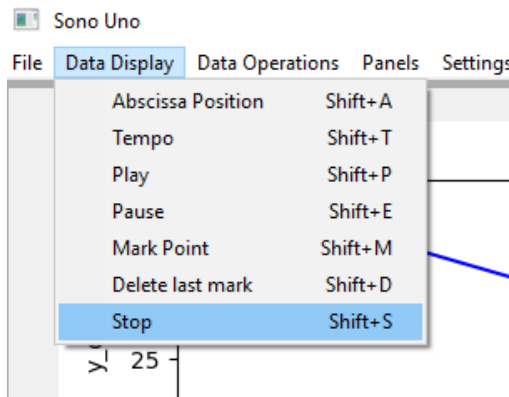 Sono Uno
File Data Display Data Operations Panels Settings
Abscissa Position Shift+A
Tempo Shift+T
Play Shift+P
Pause Shift+E
Mark Point Shift+M
Delete last mark Shift+D
Stop Shift+S
25